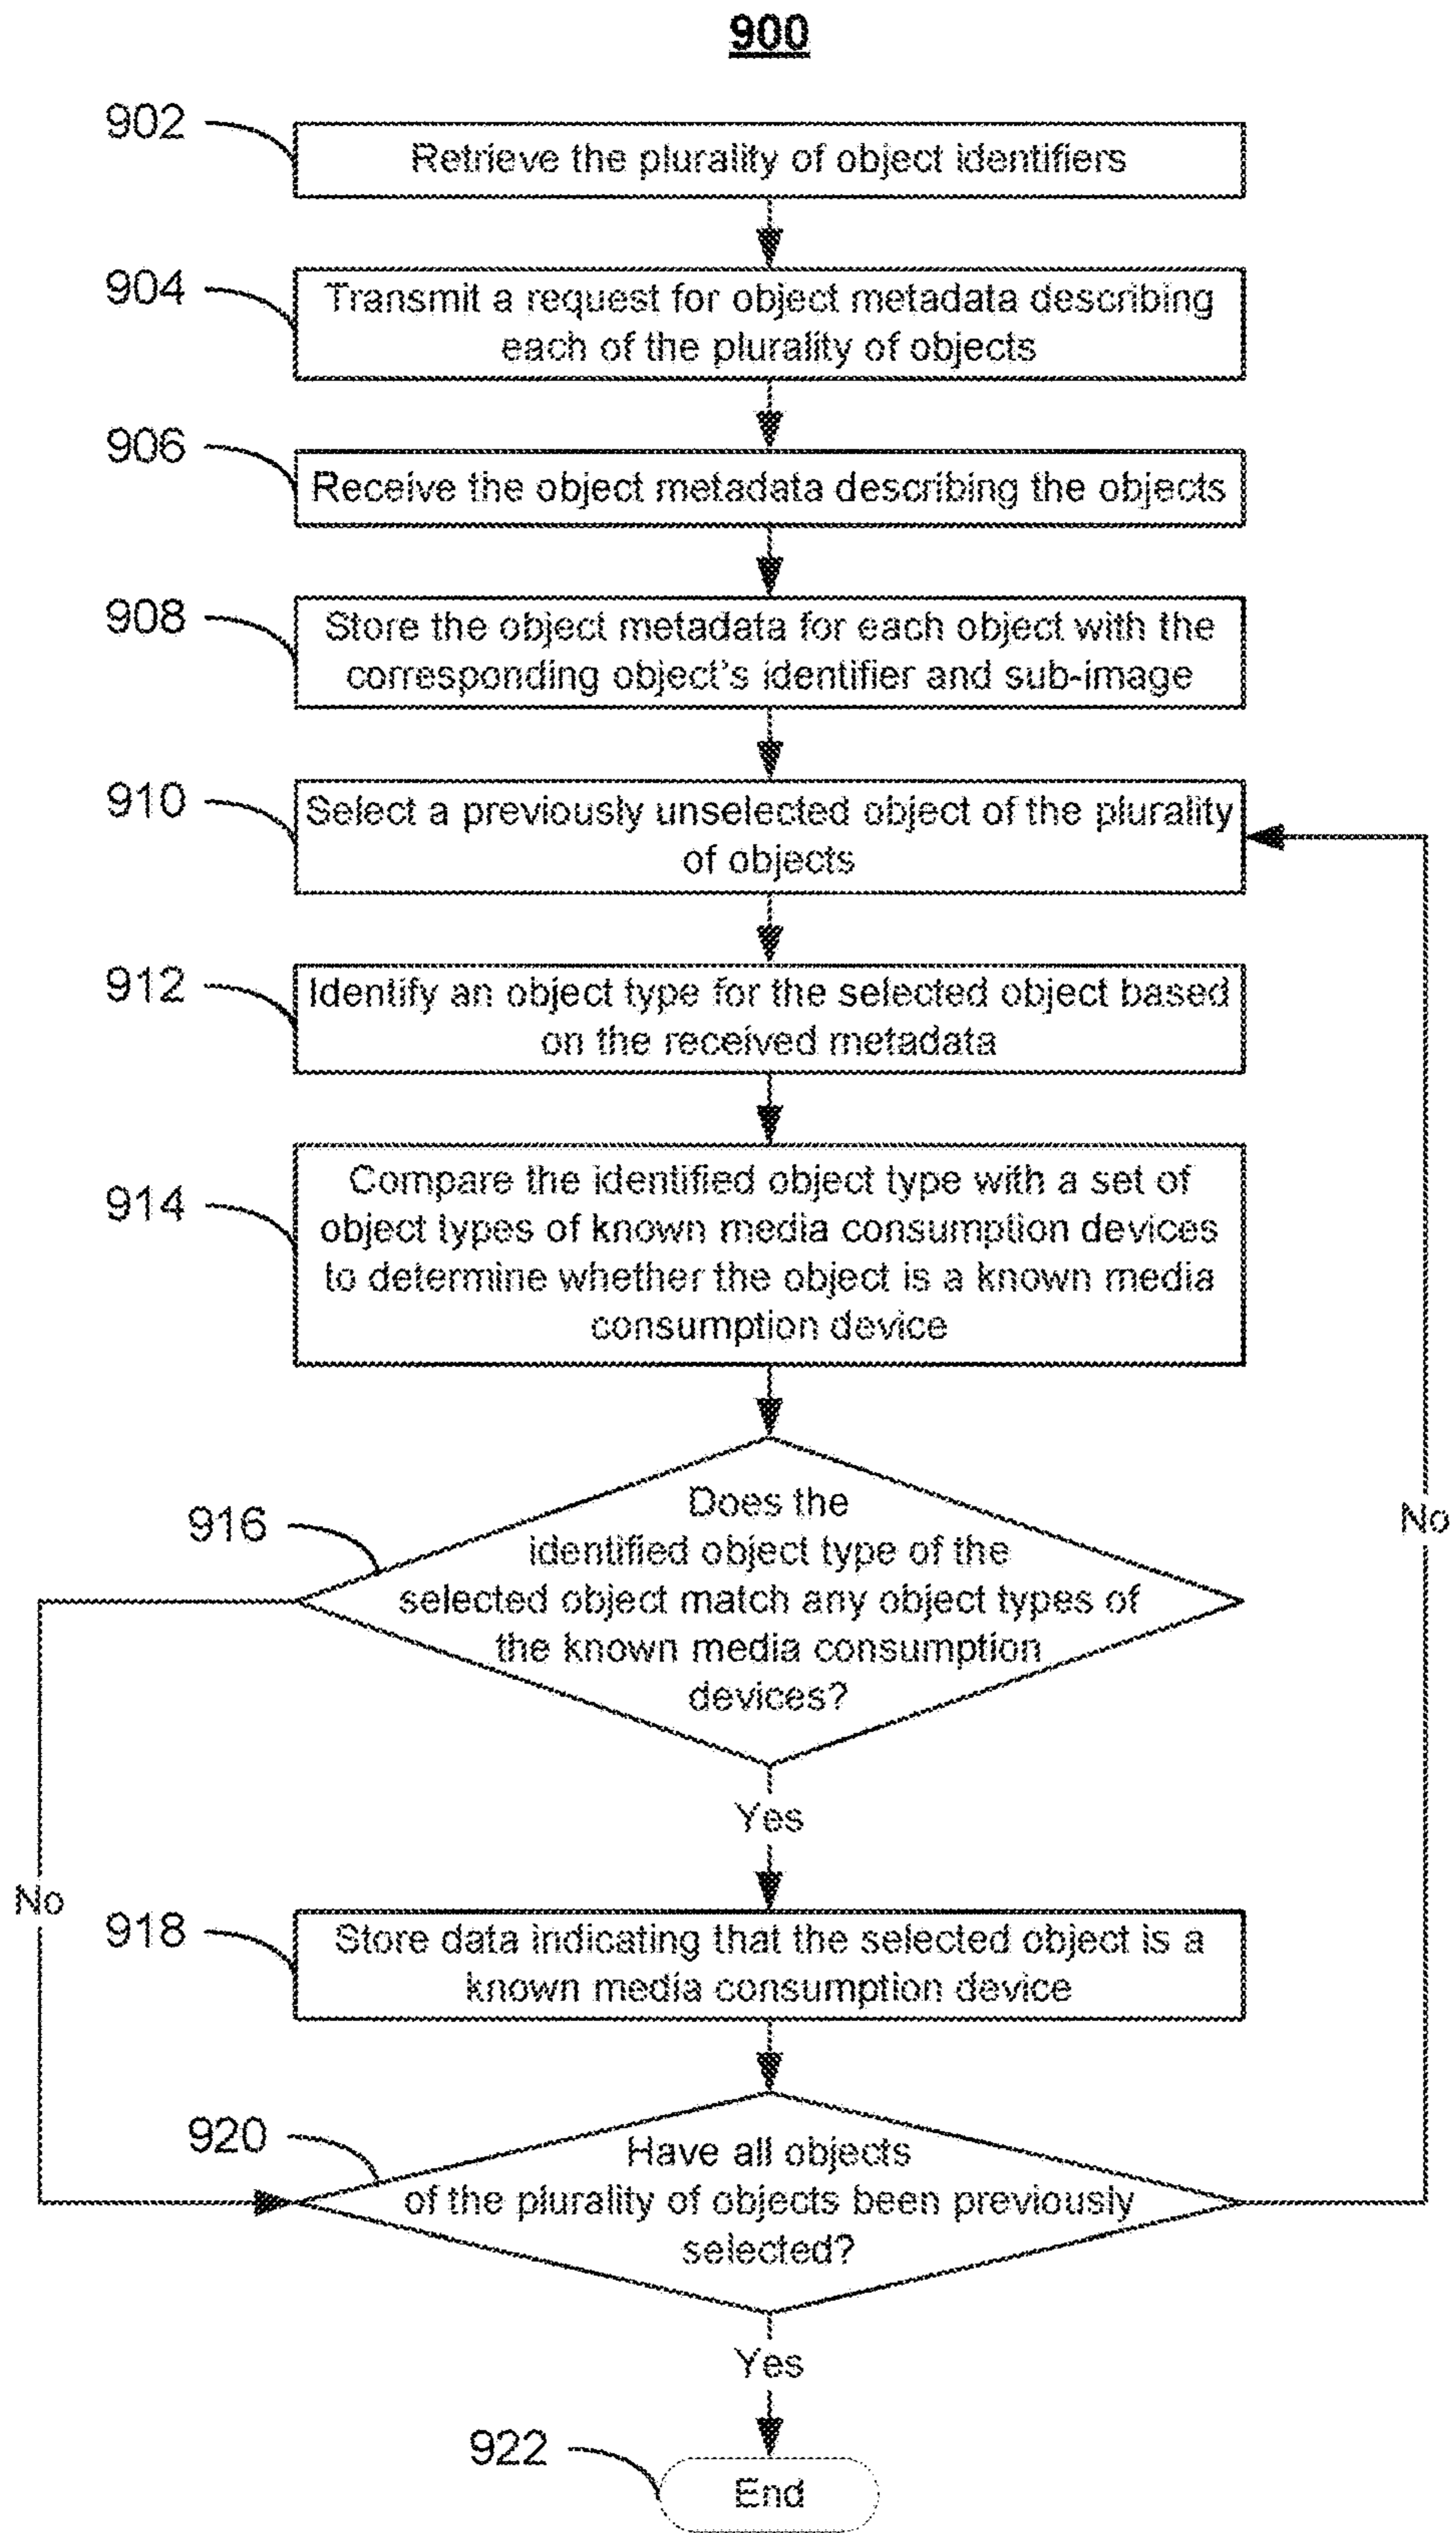 900
902
Retrieve the plurality of object identifiers
904
Transmit a request for object metadata describing
each of the plurality of objects
906
Receive the object metadata describing the objects
908
Store the object metadata for each object with the
corresponding object's identifier and sub-image
910
Select a previously unselected object of the plurality
of objects
912
Identify an object type for the selected object based
on the received metadata
914
Compare the identified object type with a set of
object types of known media consumption devices
to determine whether the object is a known media
consumption device
916
Does the
identified object type of the
selected object match any object types of
the known media consumption
devices?
No
Yes
No
918
Store data indicating that the selected object is a
known media consumption device
920
Have all objects
of the plurality of objects been previously
selected?
Yes
922
End